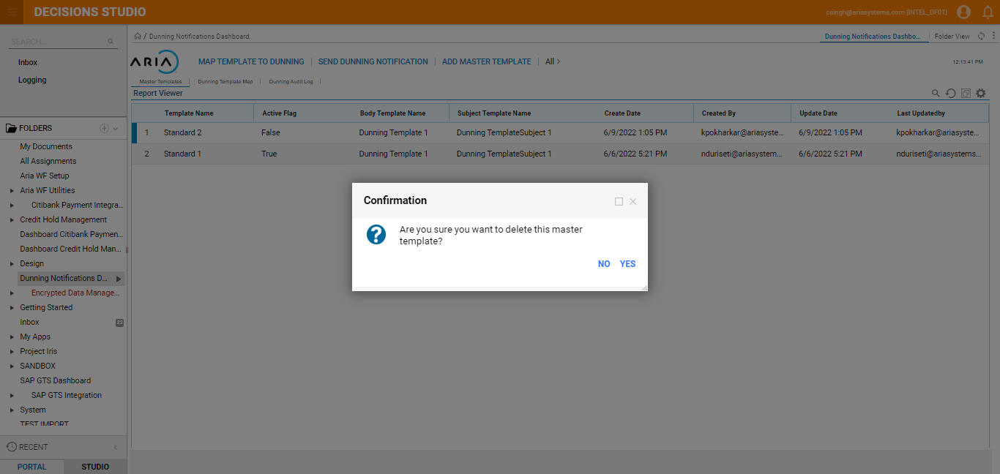 DECISIONS STUDIO
csingh@ariasystems.com [INTEL_DF01]
SEARCH...
Inbox
Logging
FOLDERS
My Documents
All Assignments
Aria WF Setup
Aria WF Utilities
Citibank Payment Integra...
Credit Hold Management
Dashboard Citibank Paymen...
Dashboard Credit Hold Man...
Design
Dunning Notifications D...
Encrypted Data Manage...
Getting Started
Inbox 23
My Apps
Project Iris
SANDBOX
SAP GTS Dashboard
SAP GTS Integration
System
TEST IMPORT
RECENT
PORTAL STUDIO
/ Dunning Notifications Dashboard
Dunning Notifications Dashbo... Folder View
ARIA MAP TEMPLATE TO DUNNING SEND DUNNING NOTIFICATION ADD MASTER TEMPLATE All >
12:13:41 PM
Master Templates Dunning Template Map Dunning Audit Log
Report Viewer
Template Name Active Flag Body Template Name Subject Template Name Create Date Created By Update Date Last Updatedby
1 Standard 2 False Dunning Template 1 Dunning TemplateSubject 1 6/9/2022 1:05 PM kpokharkar@ariasyste... 6/9/2022 1:05 PM kpokharkar@ariasyste...
2 Standard 1 True Dunning Template 1 Dunning TemplateSubject 1 6/6/2022 5:21 PM nduriseti@ariasystem... 6/6/2022 5:21 PM nduriseti@ariasystems...
Confirmation
Are you sure you want to delete this master
template?
NO YES